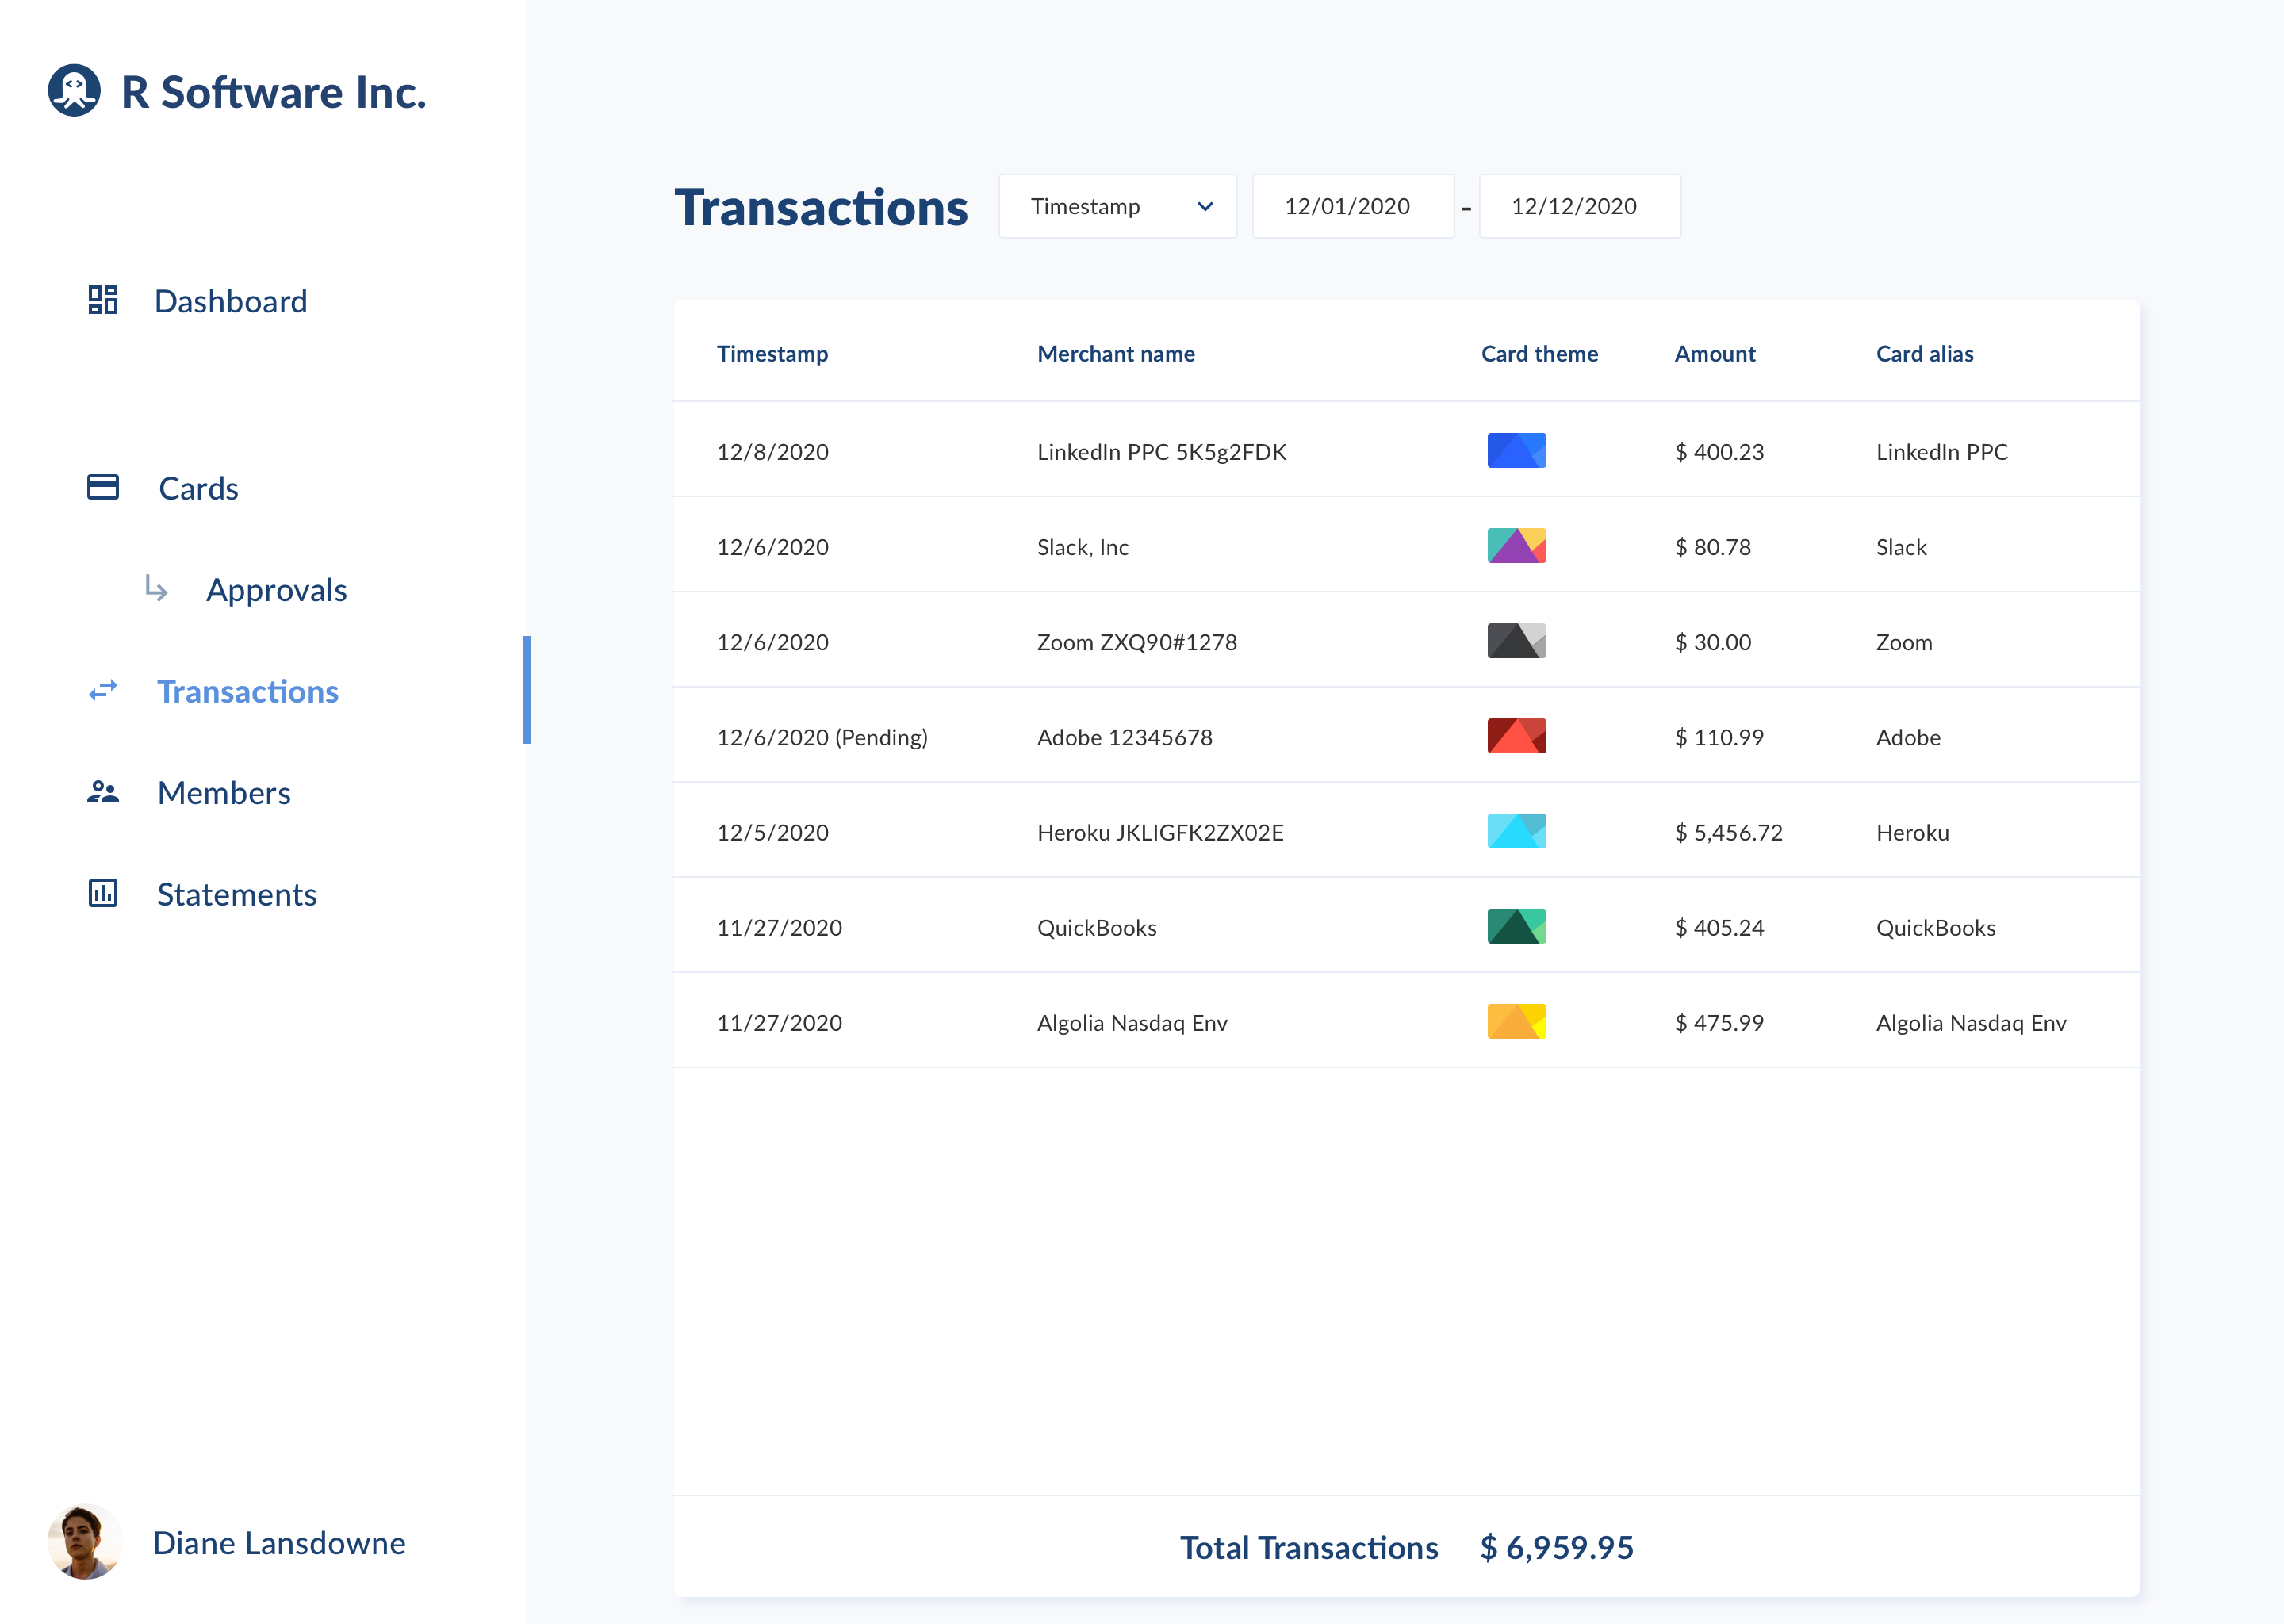 R Software Inc.
Dashboard
Cards
Approvals
Transactions
Members
Statements
Diane Lansdowne
Transactions Timestamp 12/01/2020 - 12/12/2020
Timestamp Merchant name Card theme Amount Card alias
12/8/2020 LinkedIn PPC 5K5g2FDK $ 400.23 LinkedIn PPC
12/6/2020 Slack, Inc $ 80.78 Slack
12/6/2020 Zoom ZXQ90#1278 $ 30.00 Zoom
12/6/2020 (Pending) Adobe 12345678 $ 110.99 Adobe
12/5/2020 Heroku JKLIGFK2ZX02E $ 5,456.72 Heroku
11/27/2020 QuickBooks $ 405.24 QuickBooks
11/27/2020 Algolia Nasdaq Env $ 475.99 Algolia Nasdaq Env
Total Transactions $ 6,959.95